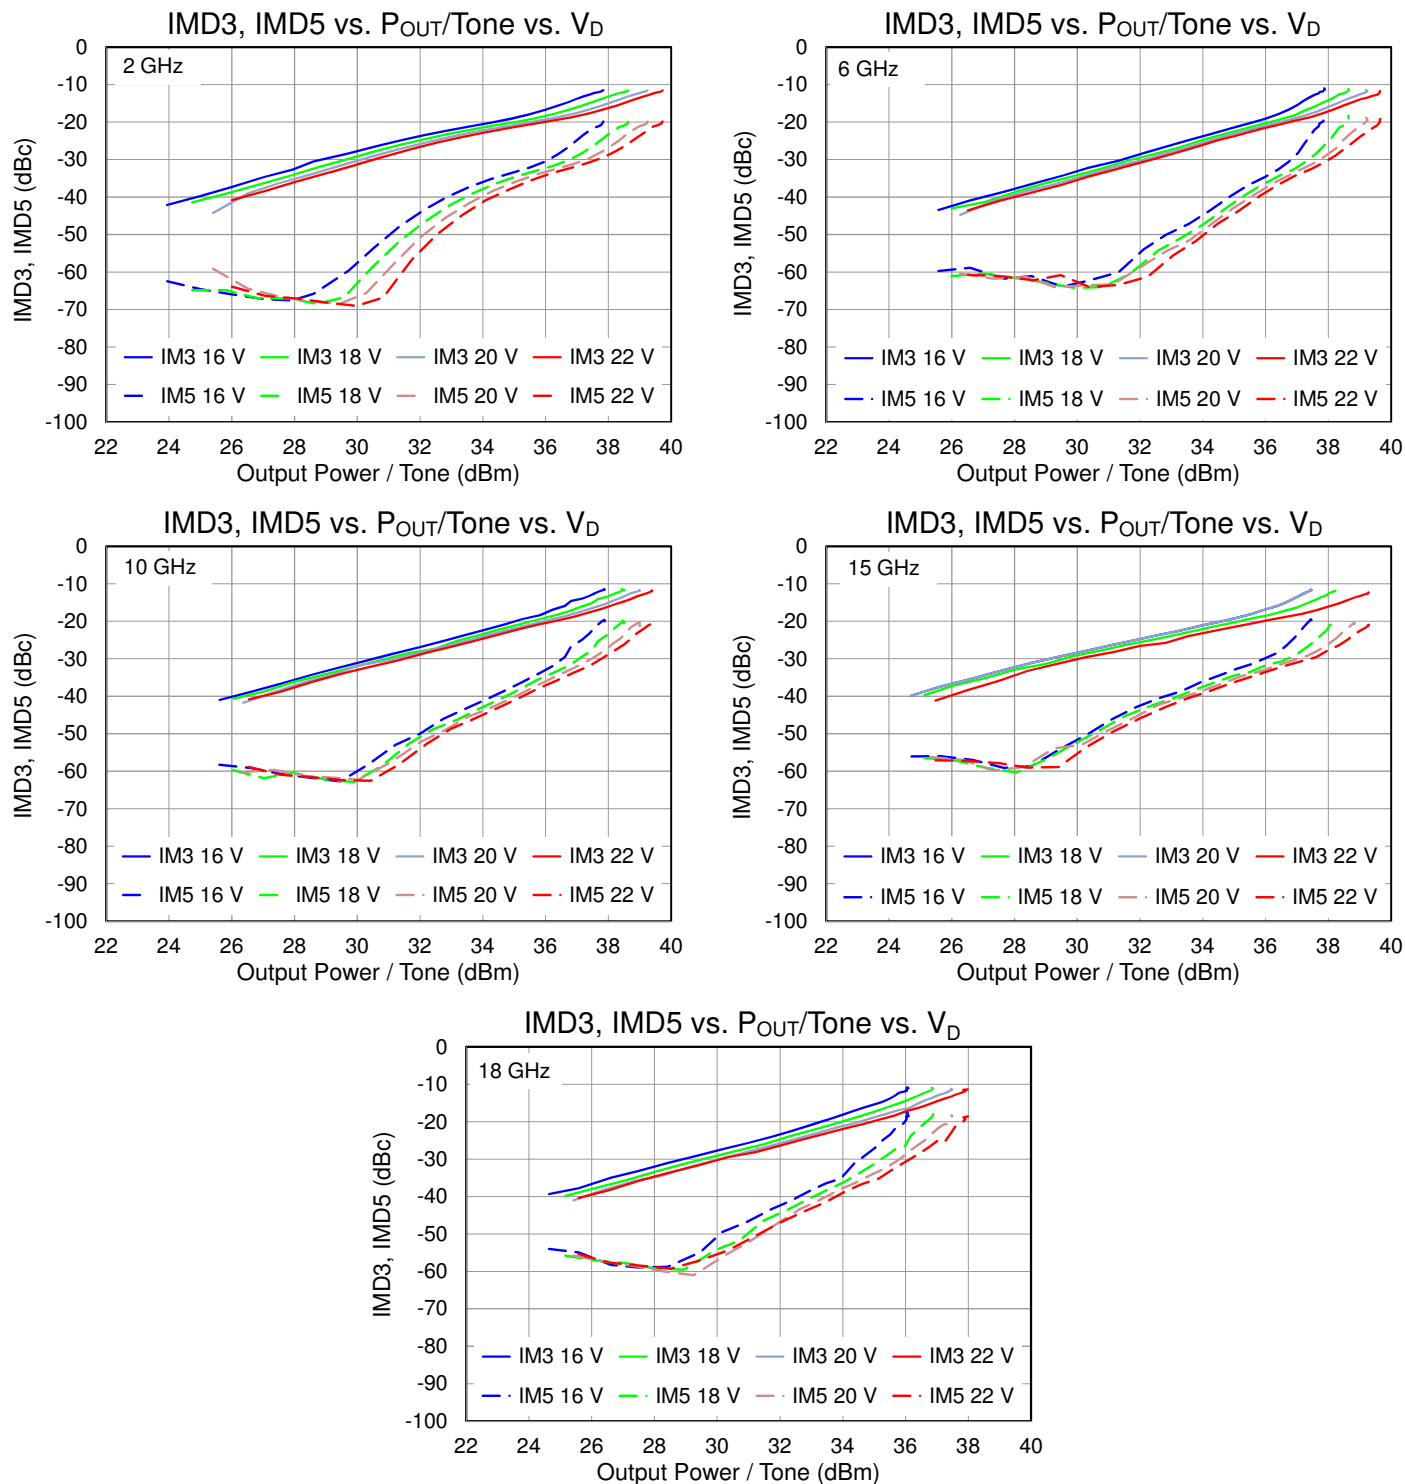 IMD3, IMD5 vs. POUT/Tone vs. VD
2 GHz
IMD3, IMD5 (dBc)
0
-10
-20
-30
-40
-50
-60
-70
-80
-90
-100
IM3 16 V IM3 18 V IM3 20 V IM3 22 V
IM5 16 V IM5 18 V IM5 20 V IM5 22 V
22 24 26 28 30 32 34 36 38 40
Output Power / Tone (dBm)
IMD3, IMD5 vs. POUT/Tone vs. VD
6 GHz
IMD3, IMD5 (dBc)
0
-10
-20
-30
-40
-50
-60
-70
-80
-90
-100
IM3 16 V IM3 18 V IM3 20 V IM3 22 V
IM5 16 V IM5 18 V IM5 20 V IM5 22 V
22 24 26 28 30 32 34 36 38 40
Output Power / Tone (dBm)
IMD3, IMD5 vs. POUT/Tone vs. VD
10 GHz
IMD3, IMD5 (dBc)
0
-10
-20
-30
-40
-50
-60
-70
-80
-90
-100
IM3 16 V IM3 18 V IM3 20 V IM3 22 V
IM5 16 V IM5 18 V IM5 20 V IM5 22 V
22 24 26 28 30 32 34 36 38 40
Output Power / Tone (dBm)
IMD3, IMD5 vs. POUT/Tone vs. VD
15 GHz
IMD3, IMD5 (dBc)
0
-10
-20
-30
-40
-50
-60
-70
-80
-90
-100
IM3 16 V IM3 18 V IM3 20 V IM3 22 V
IM5 16 V IM5 18 V IM5 20 V IM5 22 V
22 24 26 28 30 32 34 36 38 40
Output Power / Tone (dBm)
IMD3, IMD5 vs. POUT/Tone vs. VD
18 GHz
IMD3, IMD5 (dBc)
0
-10
-20
-30
-40
-50
-60
-70
-80
-90
-100
IM3 16 V IM3 18 V IM3 20 V IM3 22 V
IM5 16 V IM5 18 V IM5 20 V IM5 22 V
22 24 26 28 30 32 34 36 38 40
Output Power / Tone (dBm)